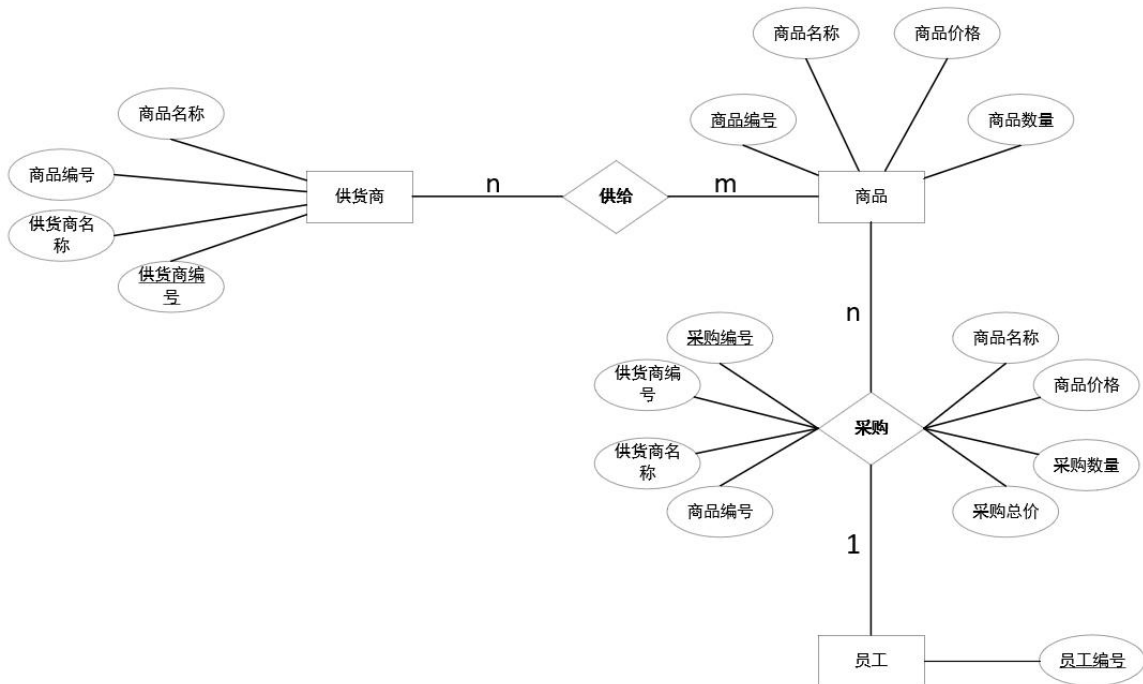 商品名称
商品价格
商品名称
商品编号
商品数量
商品编号
供货商
n
供给
m
商品
供货商名
称
供货商编
号
n
采购编号
商品名称
供货商编
号
商品价格
采购
供货商名
称
采购数量
商品编号
采购总价
1
员工
员工编号